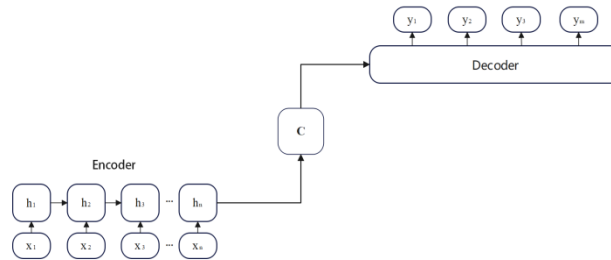 y₁ y₂ y₃ yₘ
Decoder
C
Encoder
h₁ h₂ h₃ ... hₙ
x₁ x₂ x₃ ... xₙ